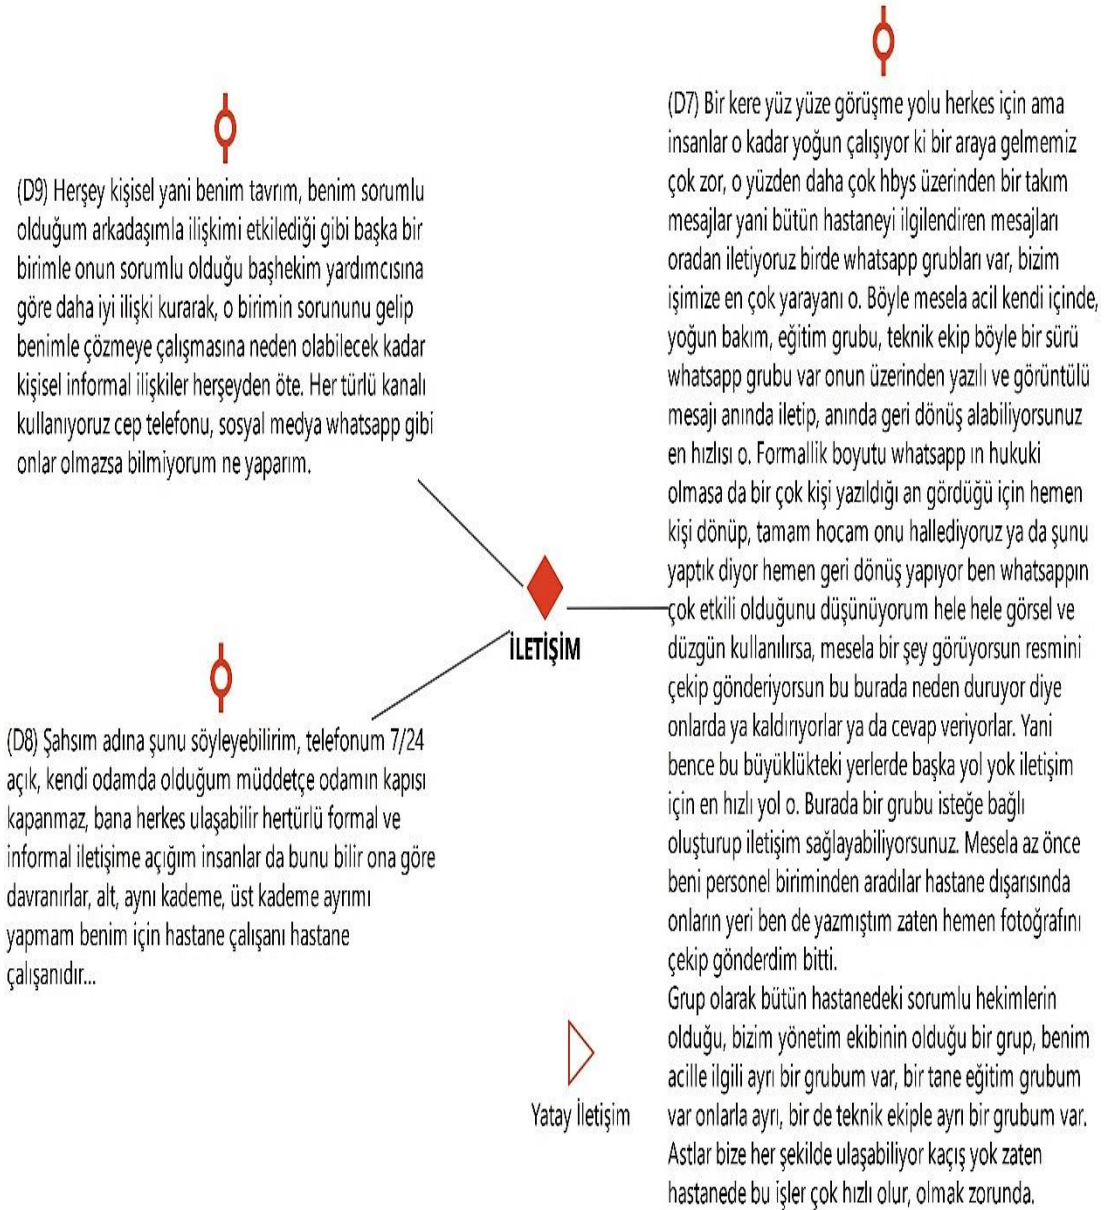 (D9) Herşey kişisel yani benim tavrım, benim sorumlu
olduğum arkadaşımla ilişkimi etkilediği gibi başka bir
birimle onun sorumlu olduğu başhekim yardımcısına
göre daha iyi ilişki kurarak, o birimin sorununu gelip
benimle çözmeye çalışmasına neden olabilecek kadar
kişisel informal ilişkiler herşeyden öte. Her türlü kanalı
kullanıyoruz cep telefonu, sosyal medya whatsapp gibi
onlar olmazsa bilmiyorum ne yaparım.
(D8) Şahsım adına şunu söyleyebilirim, telefonum 7/24
açık, kendi odamda olduğum müddetçe odamın kapısı
kapanmaz, bana herkes ulaşabilir hertürlü formal ve
informal iletişime açığım insanlar da bunu bilir ona göre
davranırlar, alt, aynı kademe, üst kademe ayrımı
yapmam benim için hastane çalışanı hastane
çalışanıdır...
İLETİŞİM
Yatay İletişim
(D7) Bir kere yüz yüze görüşme yolu herkes için ama
insanlar o kadar yoğun çalışıyor ki bir araya gelmemiz
çok zor, o yüzden daha çok hbys üzerinden bir takım
mesajlar yani bütün hastaneyi ilgilendiren mesajları
oradan iletiyoruz birde whatsapp grubları var, bizim
işimize en çok yarayanı o. Böyle mesela acil kendi içinde,
yoğun bakım, eğitim grubu, teknik ekip böyle bir sürü
whatsapp grubu var onun üzerinden yazılı ve görüntülü
mesajı anında iletip, anında geri dönüş alabiliyorsunuz
en hızlısı o. Formallik boyutu whatsapp ın hukuki
olmasa da bir çok kişi yazıldığı an gördüğü için hemen
kişi dönüp, tamam hocam onu hallediyoruz ya da şunu
yaptık diyor hemen geri dönüş yapıyor ben whatsappın
çok etkili olduğunu düşünüyorum hele hele görsel ve
düzgün kullanılırsa, mesela bir şey görüyorsun resmini
çekip gönderiyorsun bu burada neden duruyor diye
onlarda ya kaldırıyorlar ya da cevap veriyorlar. Yani
bence bu büyüklükteki yerlerde başka yol yok iletişim
için en hızlı yol o. Burada bir grubu isteğe bağlı
oluşturup iletişim sağlayabiliyorsunuz. Mesela az önce
beni personel biriminden aradılar hastane dışarısında
onların yeri ben de yazmıştım zaten hemen fotoğrafını
çekip gönderdim bitti.
Grup olarak bütün hastanedeki sorumlu hekimlerin
olduğu, bizim yönetim ekibinin olduğu bir grup, benim
acille ilgili ayrı bir grubum var, bir tane eğitim grubum
var onlarla ayrı, bir de teknik ekiple ayrı bir grubum var.
Astlar bize her şekilde ulaşabiliyor kaçış yok zaten
hastanede bu işler çok hızlı olur, olmak zorunda.